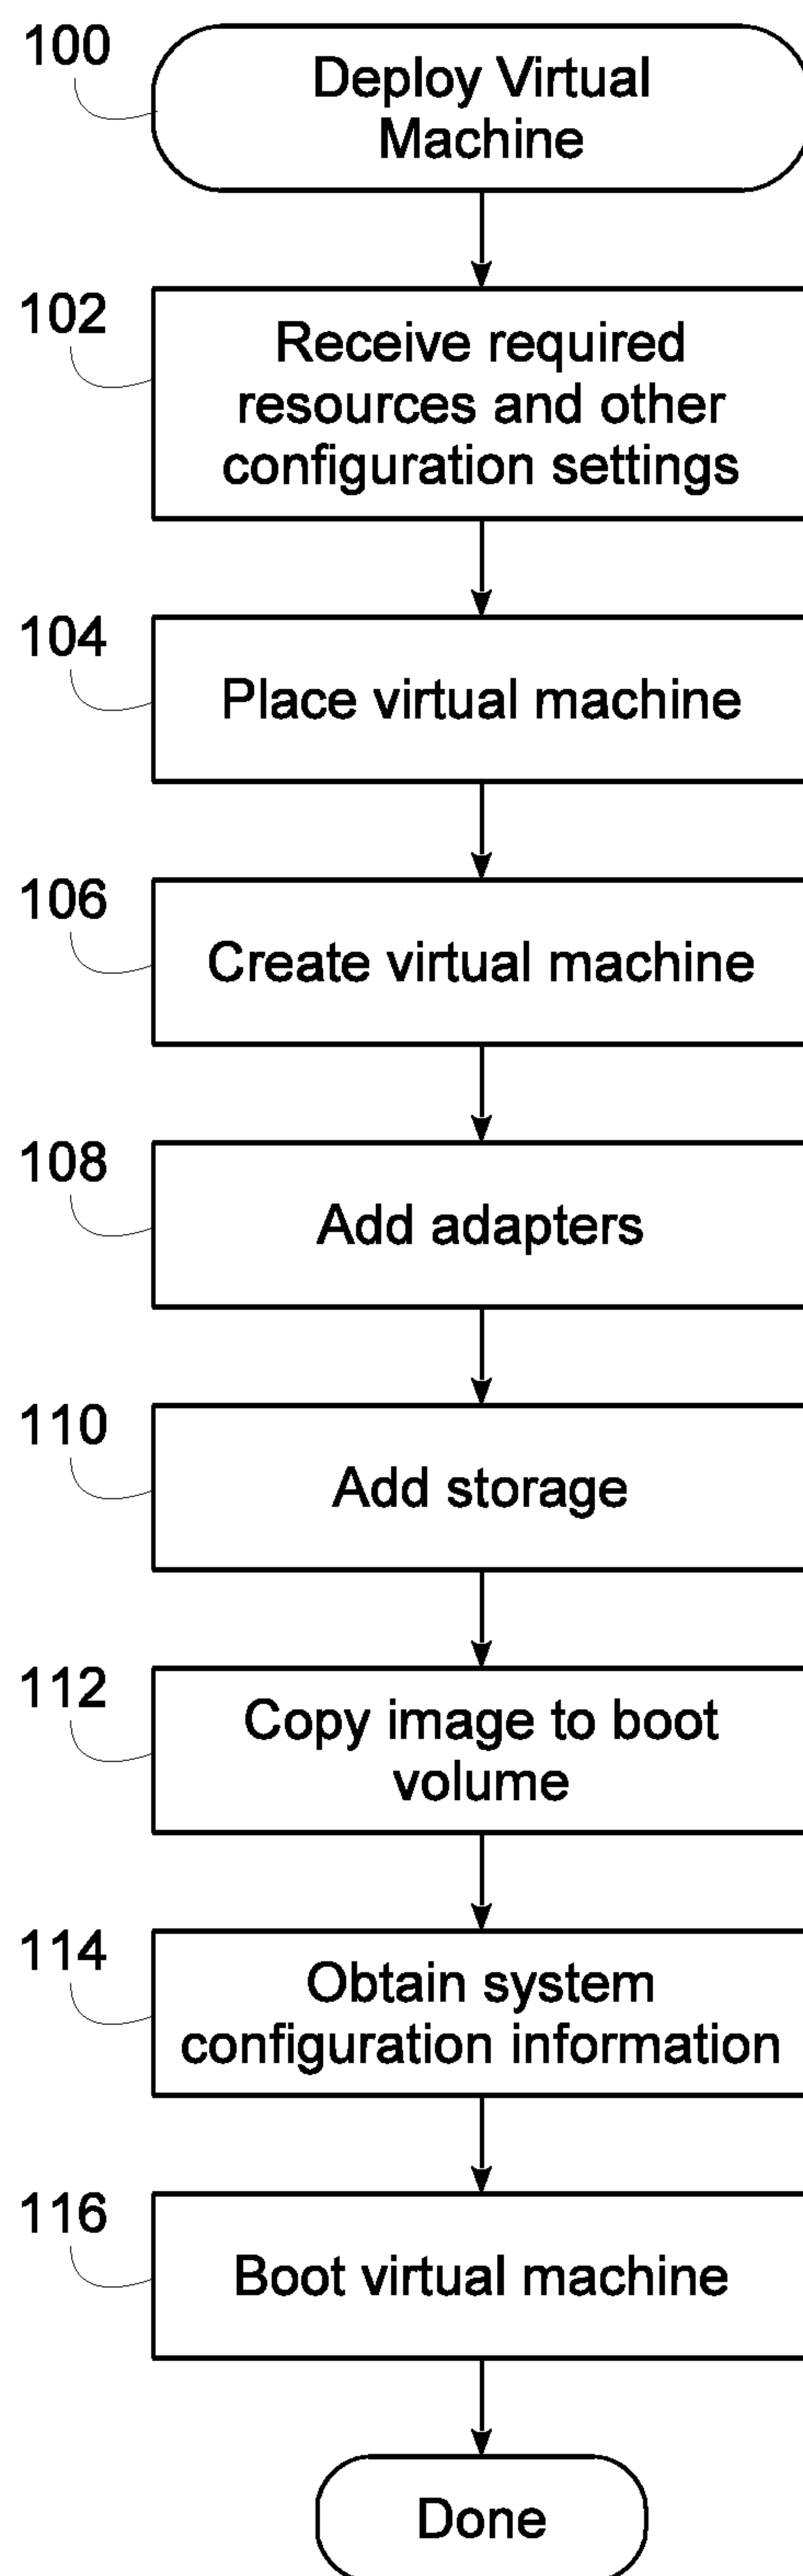 100
Deploy Virtual
Machine
102
Receive required
resources and other
configuration settings
104
Place virtual machine
106
Create virtual machine
108
Add adapters
110
Add storage
112
Copy image to boot
volume
114
Obtain system
configuration information
116
Boot virtual machine
Done